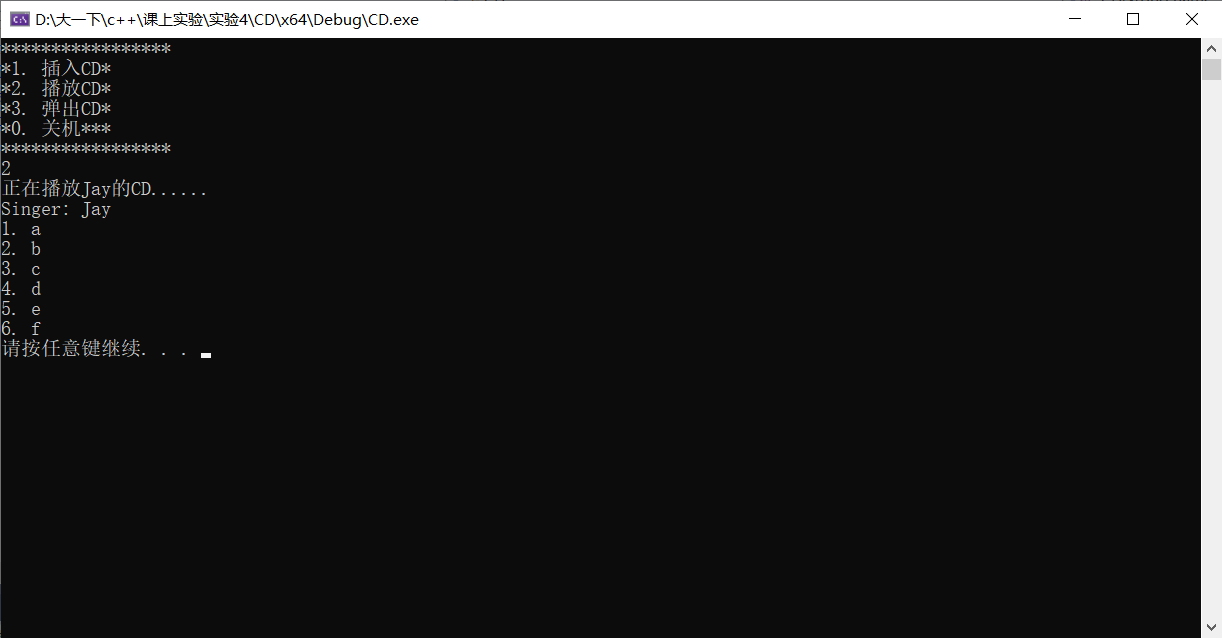 D:\大一下\c++\课上实验\实验4\CD\x64\Debug\CD.exe
*****************
*1. 插入CD*
*2. 播放CD*
*3. 弹出CD*
*0. 关机***
*****************
2
正在播放Jay的CD......
Singer: Jay
1. a
2. b
3. c
4. d
5. e
6. f
请按任意键继续. . .